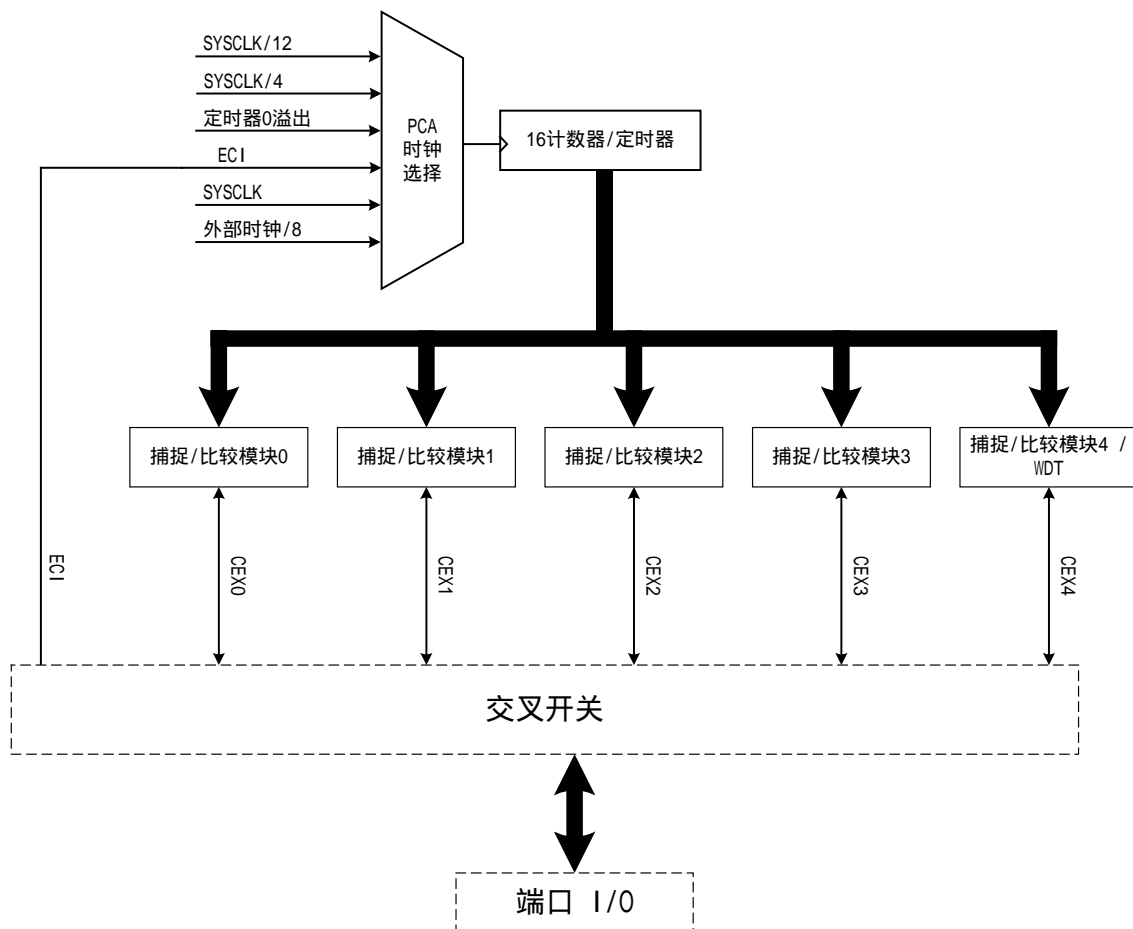 SYSCLK/12
SYSCLK/4
定时器0溢出
ECI
SYSCLK
外部时钟/8
PCA
时钟
选择
16计数器/定时器
捕捉/比较模块0
捕捉/比较模块1
捕捉/比较模块2
捕捉/比较模块3
捕捉/比较模块4 /
WDT
ECI
CEX0
CEX1
CEX2
CEX3
CEX4
交叉开关
端口 I/O